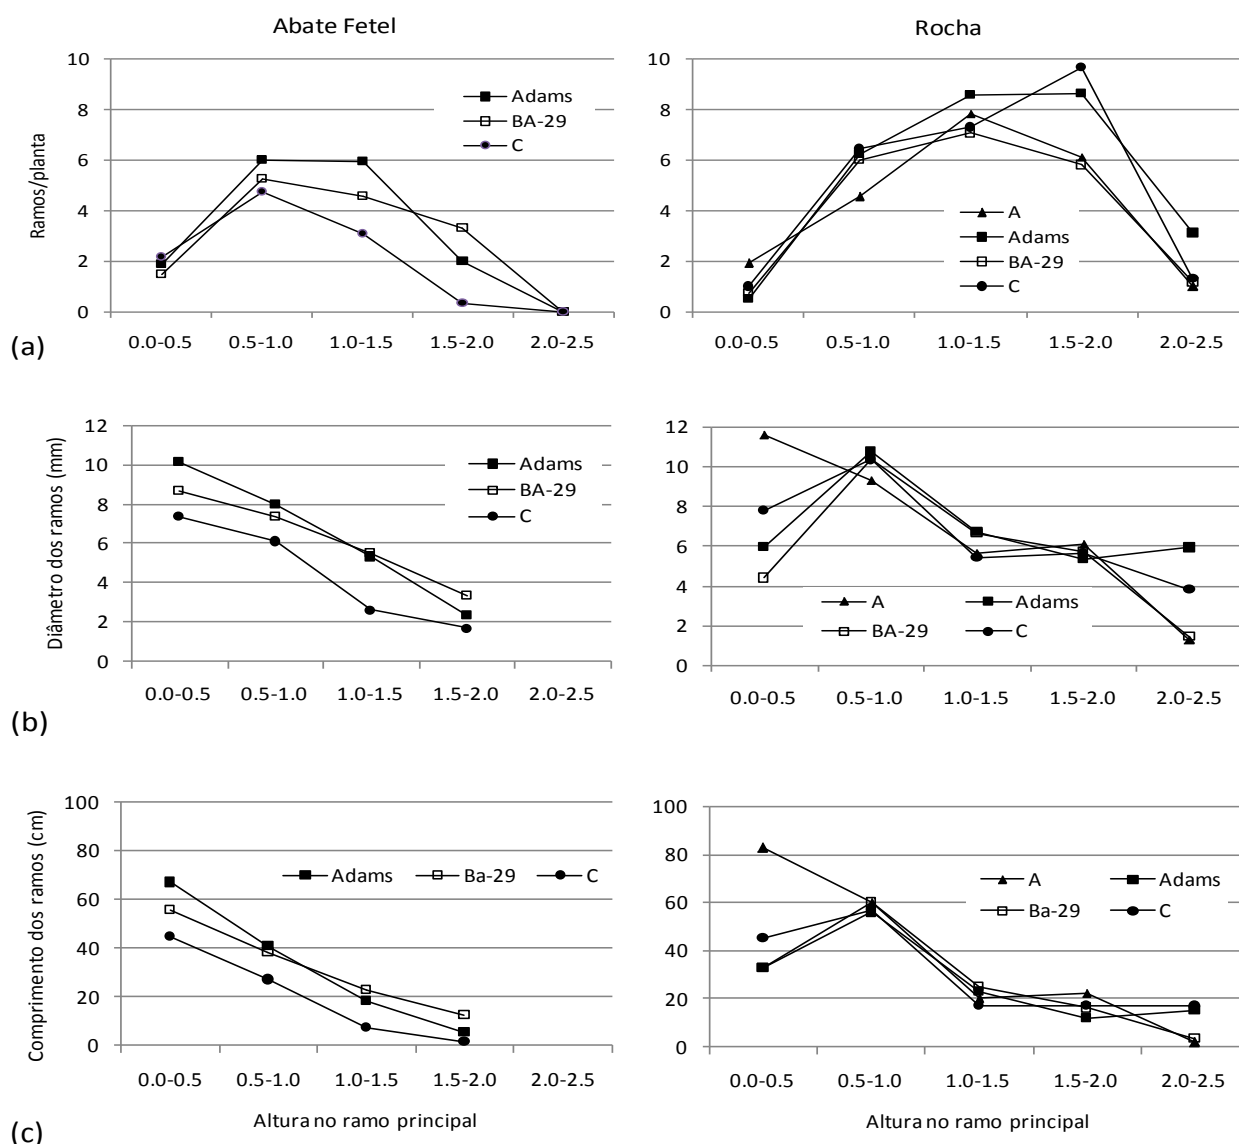 Abate Fetel
Rocha
Ramos/planta
10
8
6
4
2
0
Adams
BA-29
C
0.0-0.5 0.5-1.0 1.0-1.5 1.5-2.0 2.0-2.5
10
8
6
4
2
0
A
Adams
BA-29
C
0.0-0.5 0.5-1.0 1.0-1.5 1.5-2.0 2.0-2.5
(a)
Diâmetro dos ramos (mm)
12
10
8
6
4
2
0
Adams
BA-29
C
0.0-0.5 0.5-1.0 1.0-1.5 1.5-2.0 2.0-2.5
12
10
8
6
4
2
0
A Adams
BA-29 C
0.0-0.5 0.5-1.0 1.0-1.5 1.5-2.0 2.0-2.5
(b)
Comprimento dos ramos (cm)
100
80
60
40
20
0
Adams Ba-29 C
0.0-0.5 0.5-1.0 1.0-1.5 1.5-2.0 2.0-2.5
Altura no ramo principal
100
80
60
40
20
0
A Adams
Ba-29 C
0.0-0.5 0.5-1.0 1.0-1.5 1.5-2.0 2.0-2.5
Altura no ramo principal
(c)